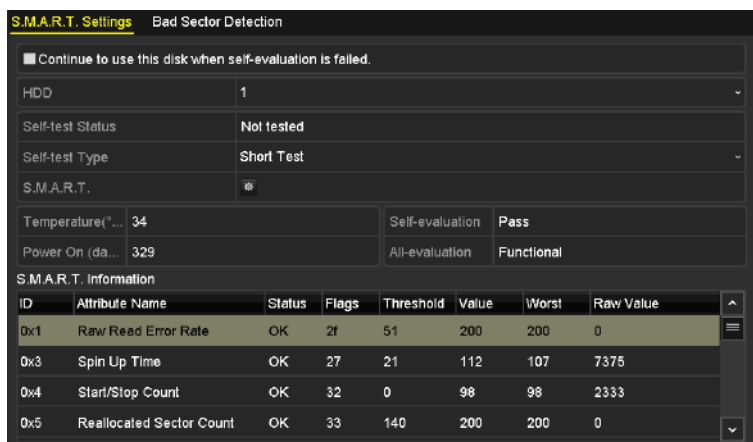 S.M.A.R.T. Settings Bad Sector Detection
Continue to use this disk when self-evaluation is failed.
HDD 1
Self-test Status Not tested
Self-test Type Short Test
S.M.A.R.T.
Temperature(°... 34 Self-evaluation Pass
Power On (da... 329 All-evaluation Functional
S.M.A.R.T. Information
ID Attribute Name Status Flags Threshold Value Worst Raw Value
0x1 Raw Read Error Rate OK 2f 51 200 200 0
0x3 Spin Up Time OK 27 21 112 107 7375
0x4 Start/Stop Count OK 32 0 98 98 2333
0x5 Reallocated Sector Count OK 33 140 200 200 0